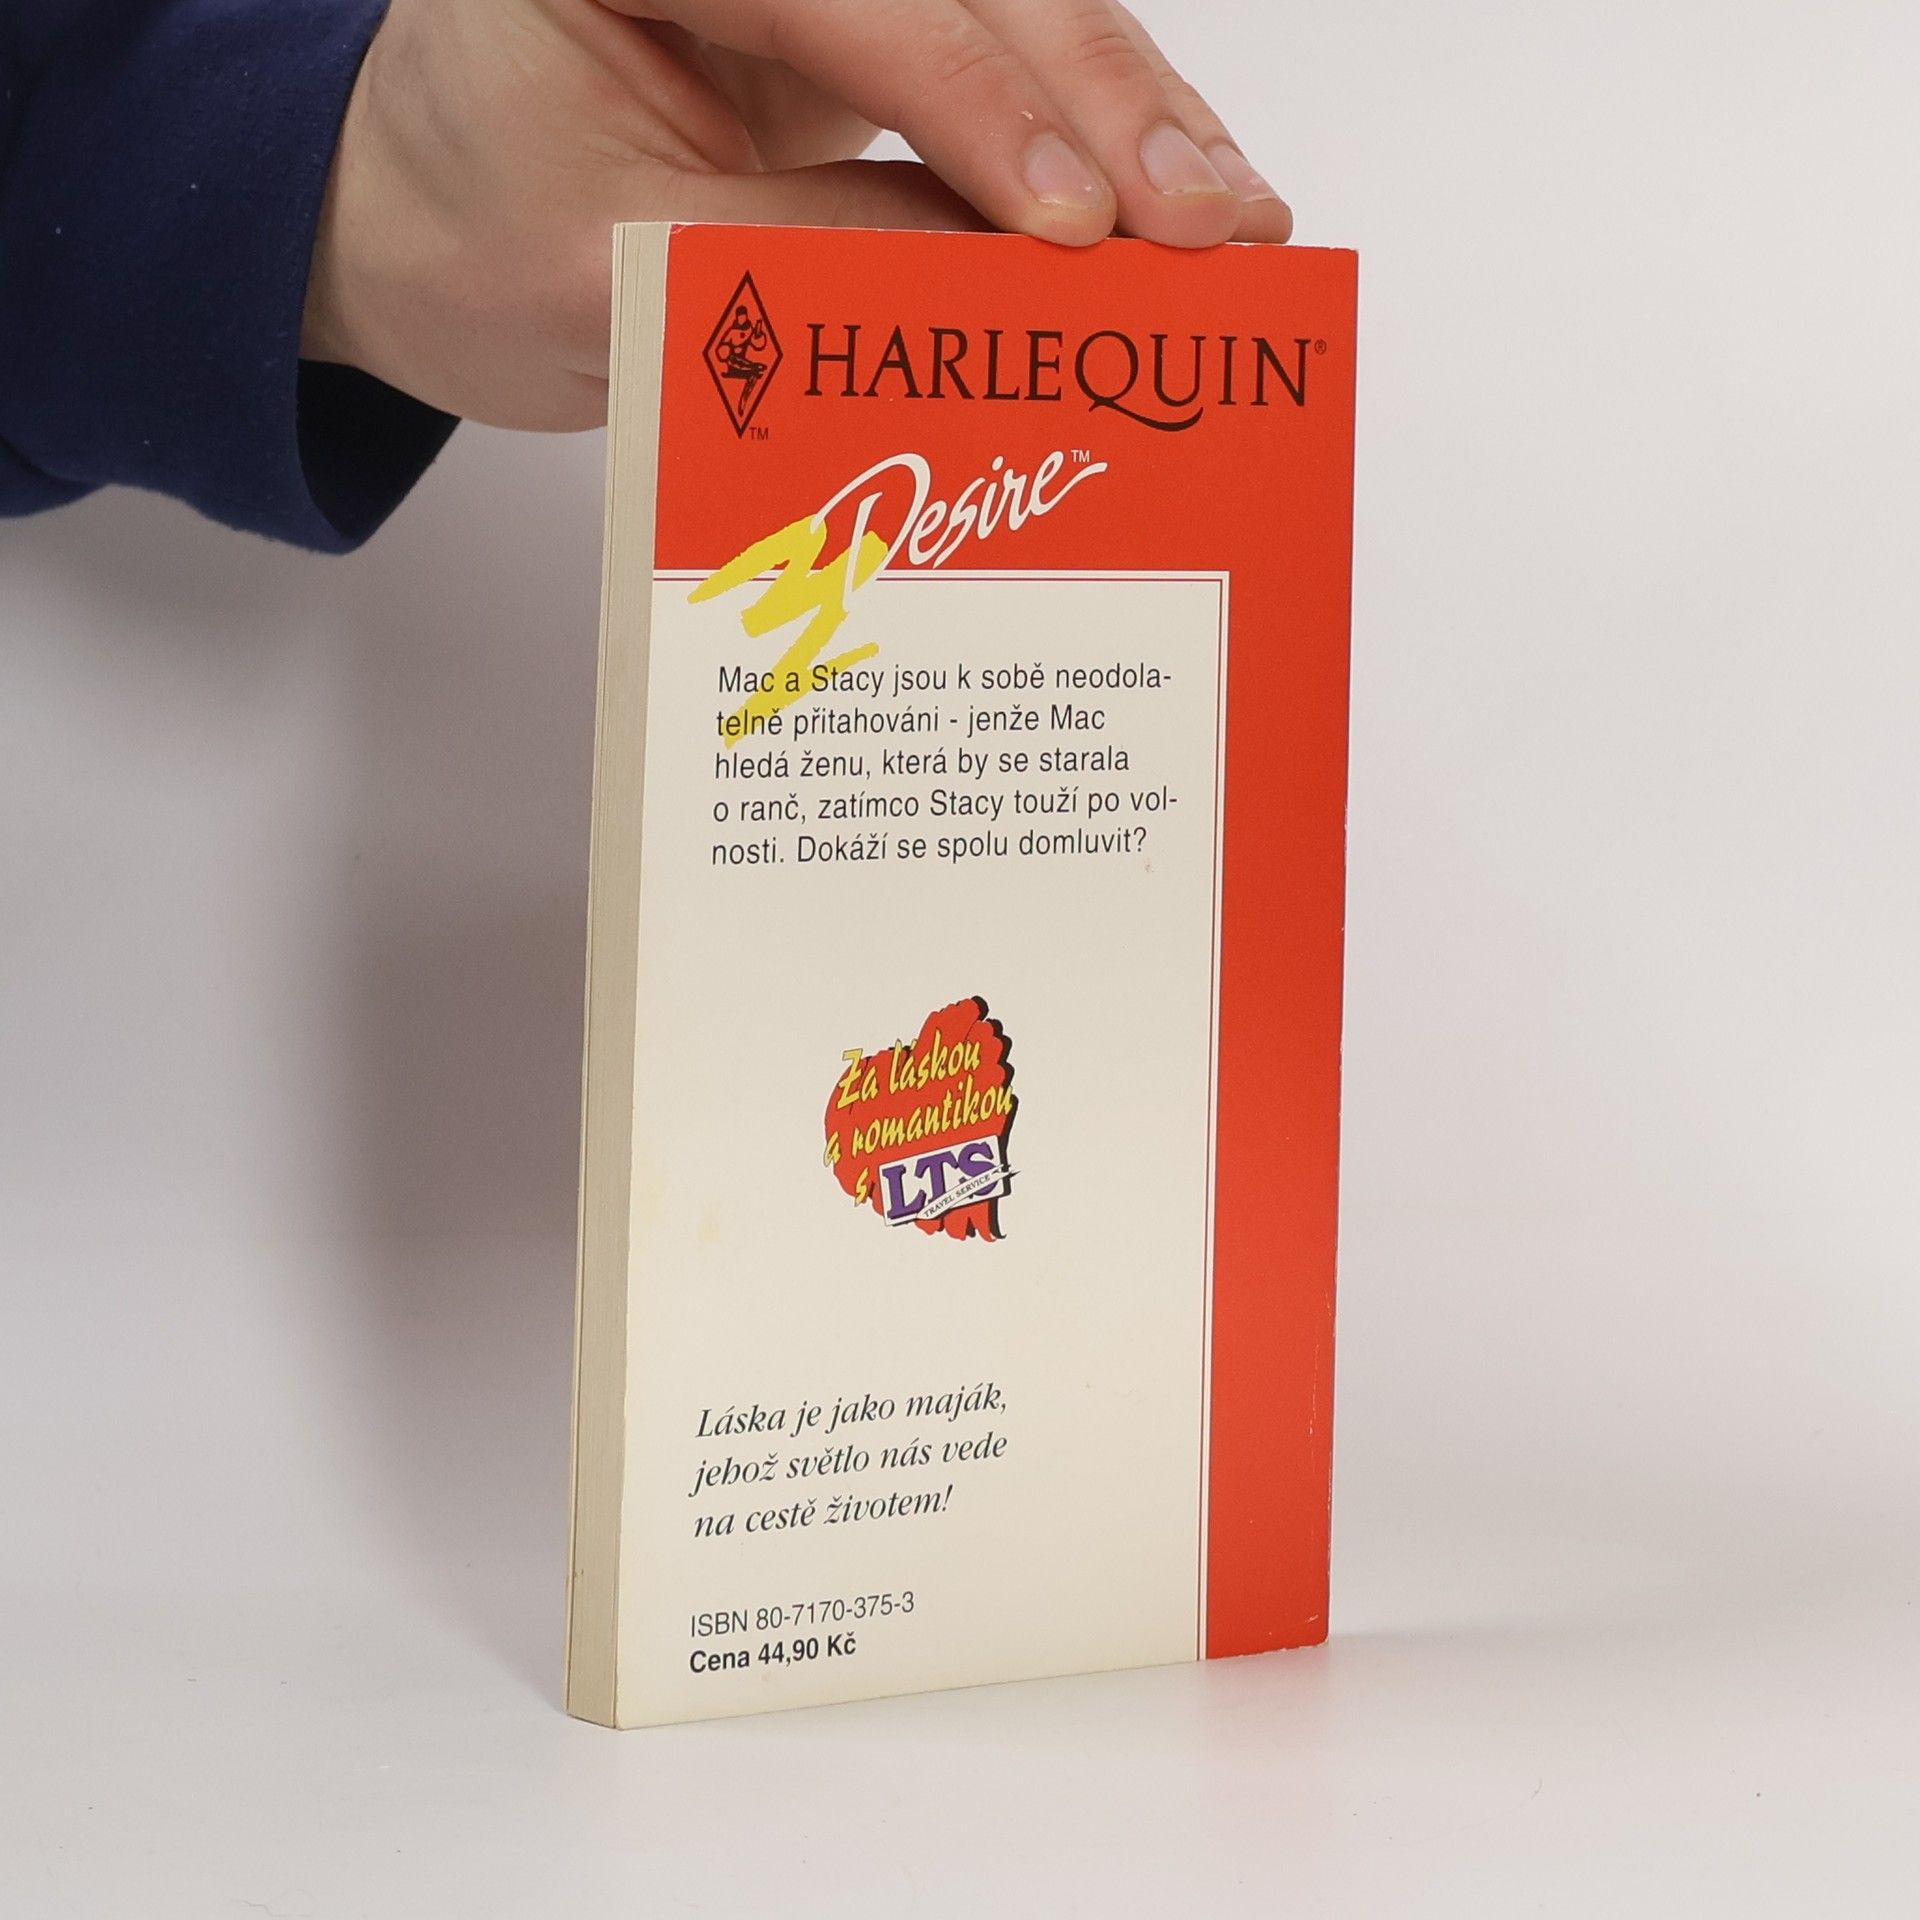 HARLEQUIN®
TM
Desire™
Mac a Stacy jsou k sobě neodola-
telně přitahováni - jenže Mac
hledá ženu, která by se starala
o ranč, zatímco Stacy touží po vol-
nosti. Dokáží se spolu domluvit?
Za láskou
a romantikou
s LTS
TRAVEL SERVICE
Láska je jako maják,
jehož světlo nás vede
na cestě životem!
ISBN 80-7170-375-3
Cena 44,90 Kč